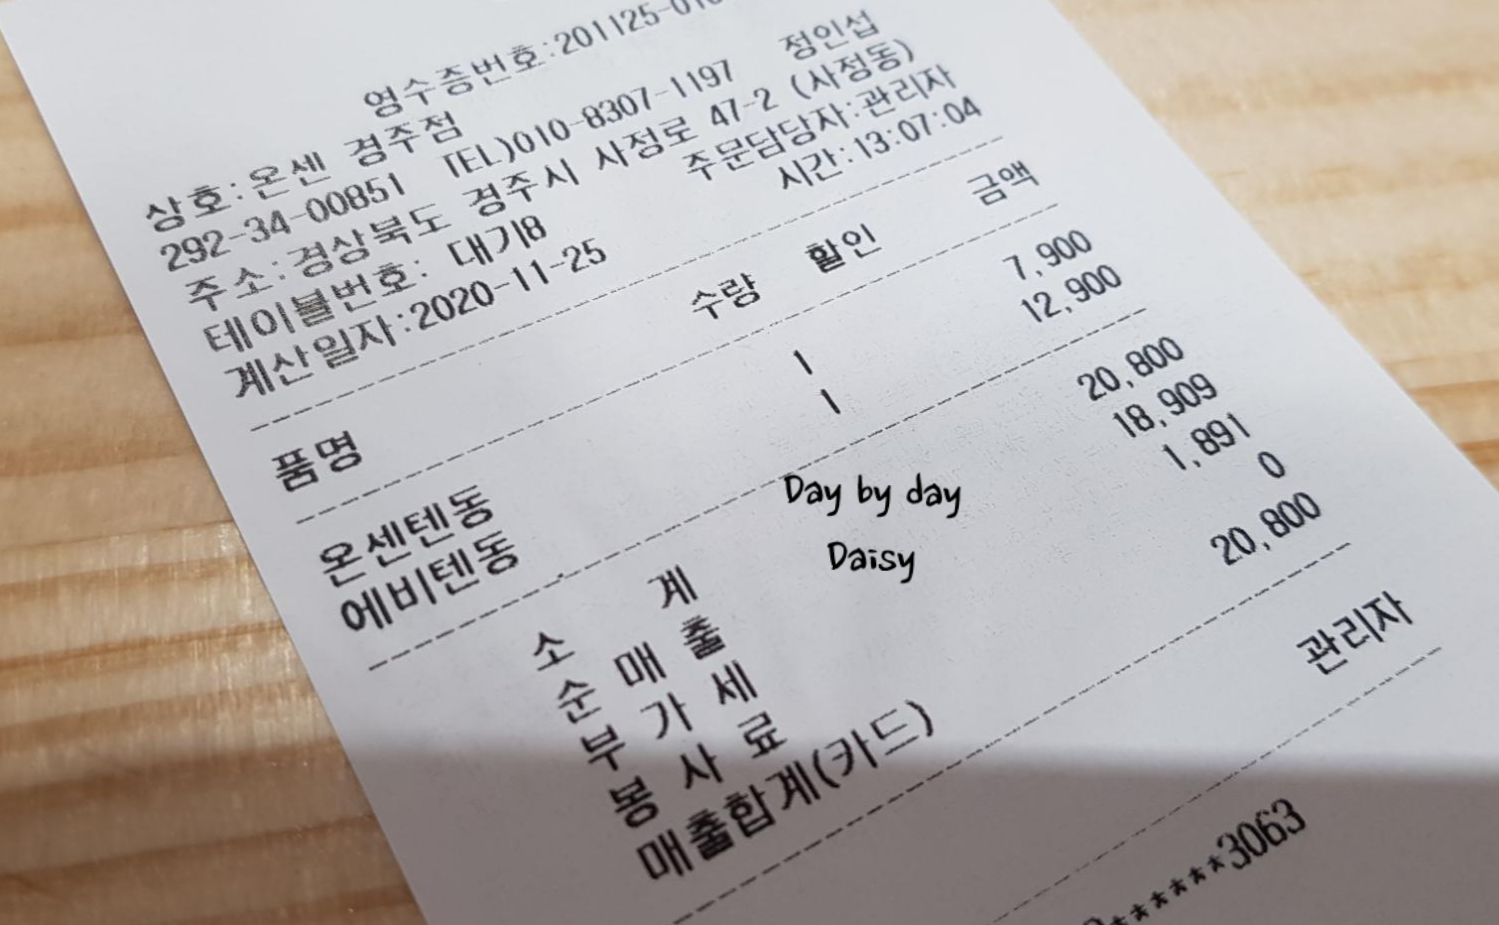 영수증번호:201125-010
상호:온센 경주점
292-34-00851 TEL)010-8307-1197 정인섭
주소:경상북도 경주시 사정로 47-2 (사정동)
테이블번호: 대기8 주문담당자:관리자
계산일자:2020-11-25 시간:13:07:04
품명 수량 할인 금액
온센텐동 1 7,900
에비텐동 1 12,900
소 계 20,800
순 매 출 18,909
부 가 세 1,891
봉 사 료 0
매출합계(카드) 20,800
관리자
******3063
Day by day
Daisy